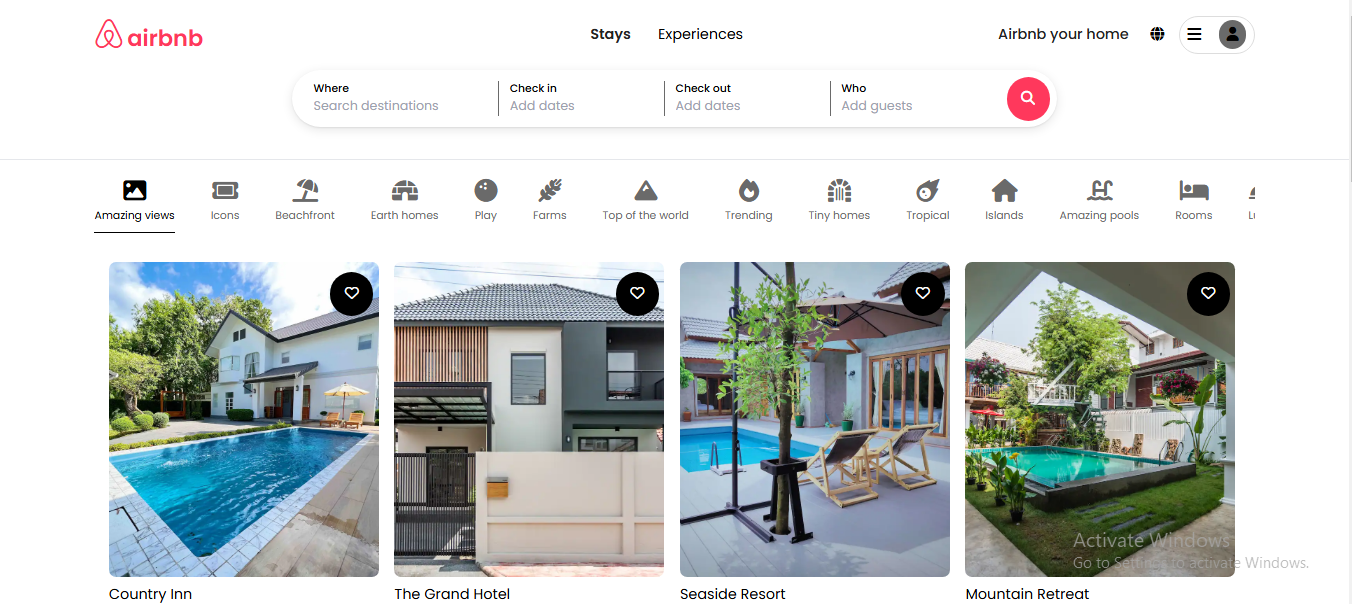 airbnb
Stays Experiences
Airbnb your home
Where Check in Check out Who
Search destinations Add dates Add dates Add guests
Amazing views Icons Beachfront Earth homes Play Farms Top of the world Trending Tiny homes Tropical Islands Amazing pools Rooms
Activate Windows
Go to Settings to activate Windows.
Country Inn The Grand Hotel Seaside Resort Mountain Retreat